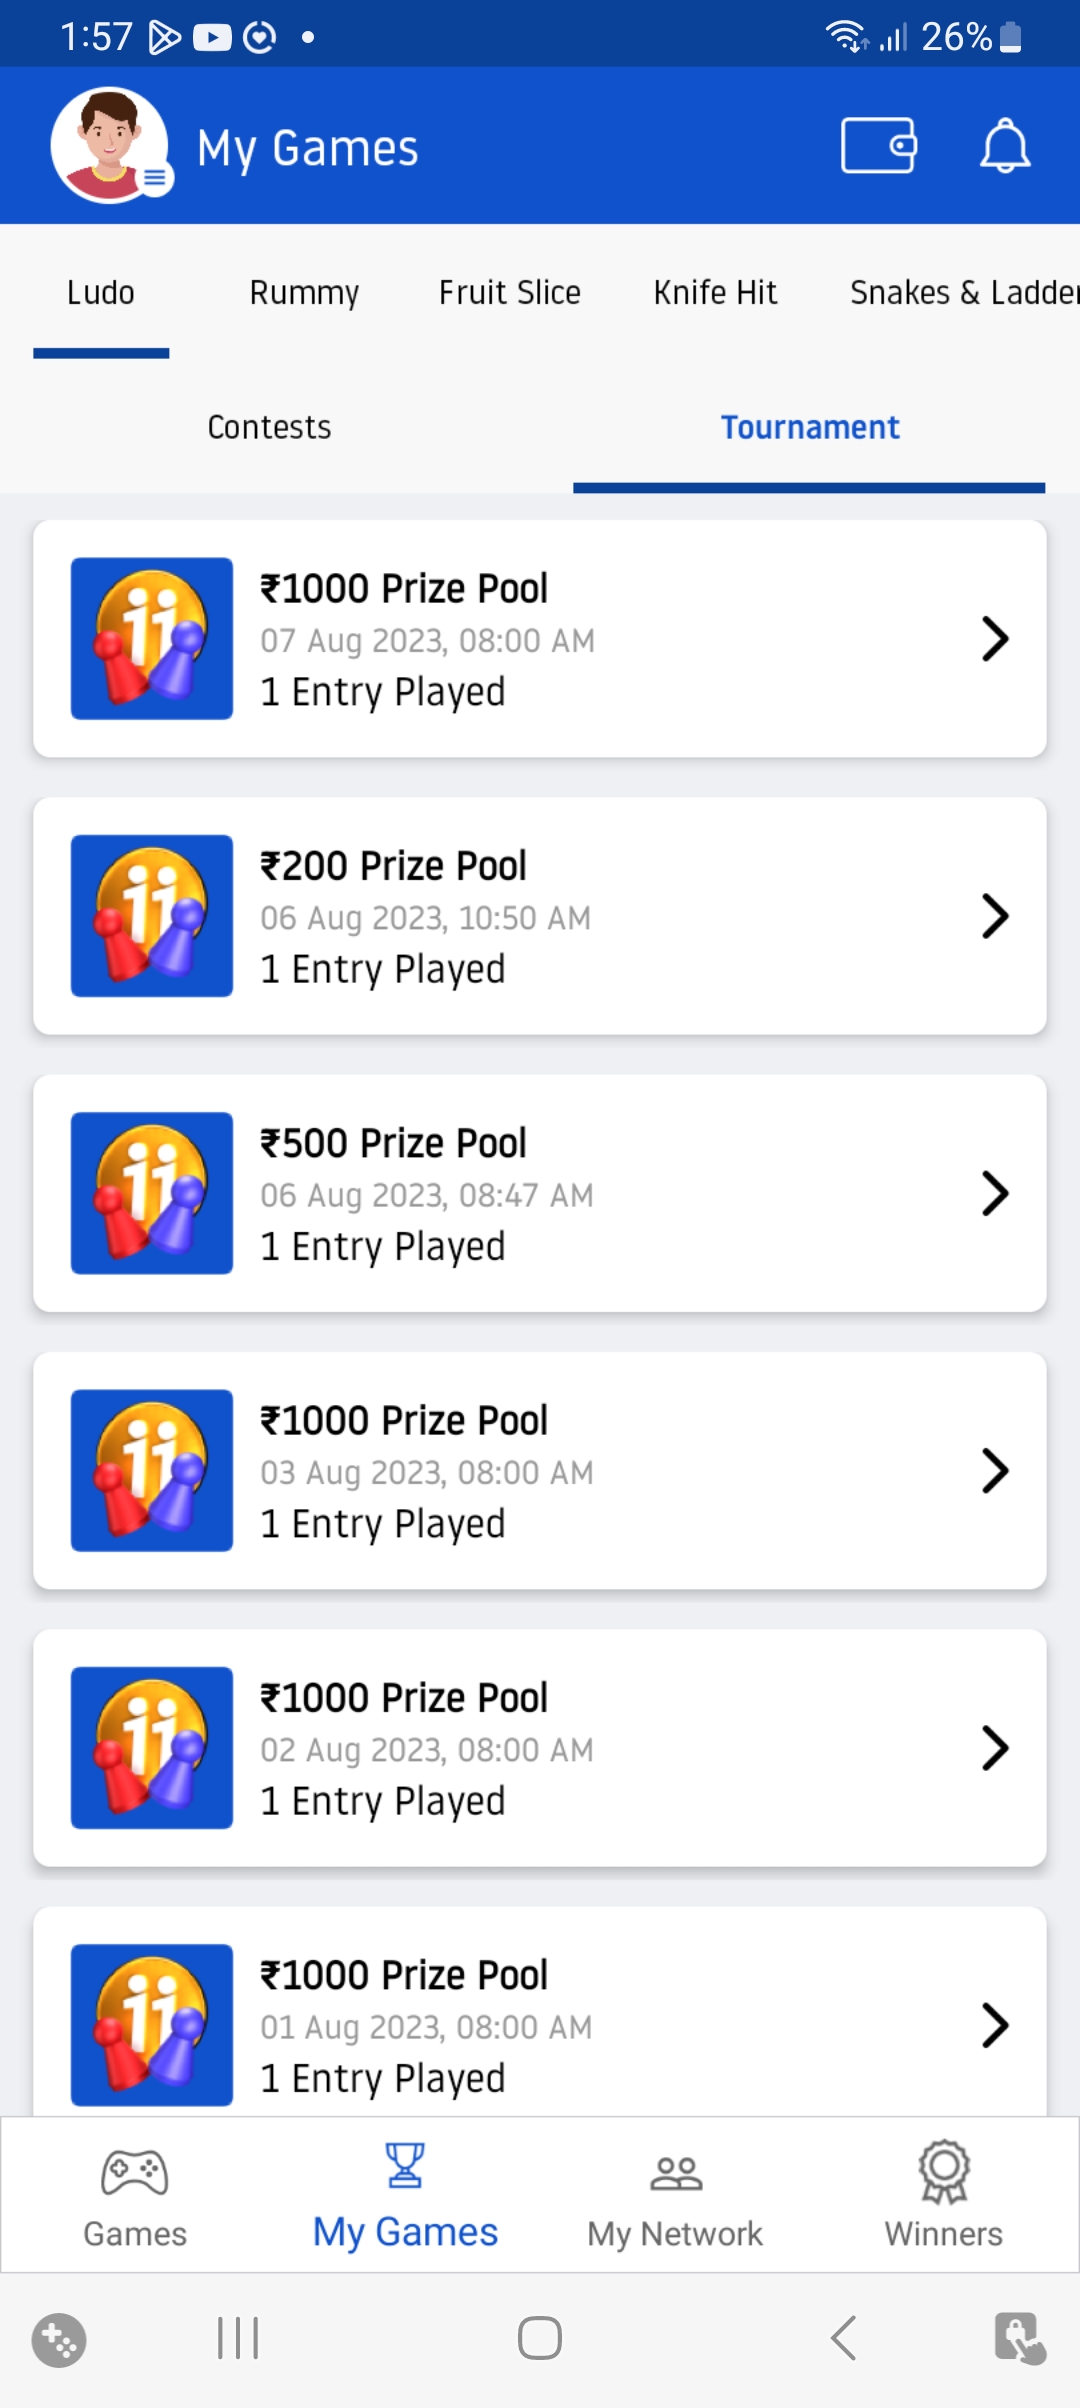 1:57
26%
My Games
Ludo Rummy Fruit Slice Knife Hit Snakes & Ladder
Contests Tournament
₹1000 Prize Pool
07 Aug 2023, 08:00 AM
1 Entry Played
₹200 Prize Pool
06 Aug 2023, 10:50 AM
1 Entry Played
₹500 Prize Pool
06 Aug 2023, 08:47 AM
1 Entry Played
₹1000 Prize Pool
03 Aug 2023, 08:00 AM
1 Entry Played
₹1000 Prize Pool
02 Aug 2023, 08:00 AM
1 Entry Played
₹1000 Prize Pool
01 Aug 2023, 08:00 AM
1 Entry Played
Games My Games My Network Winners